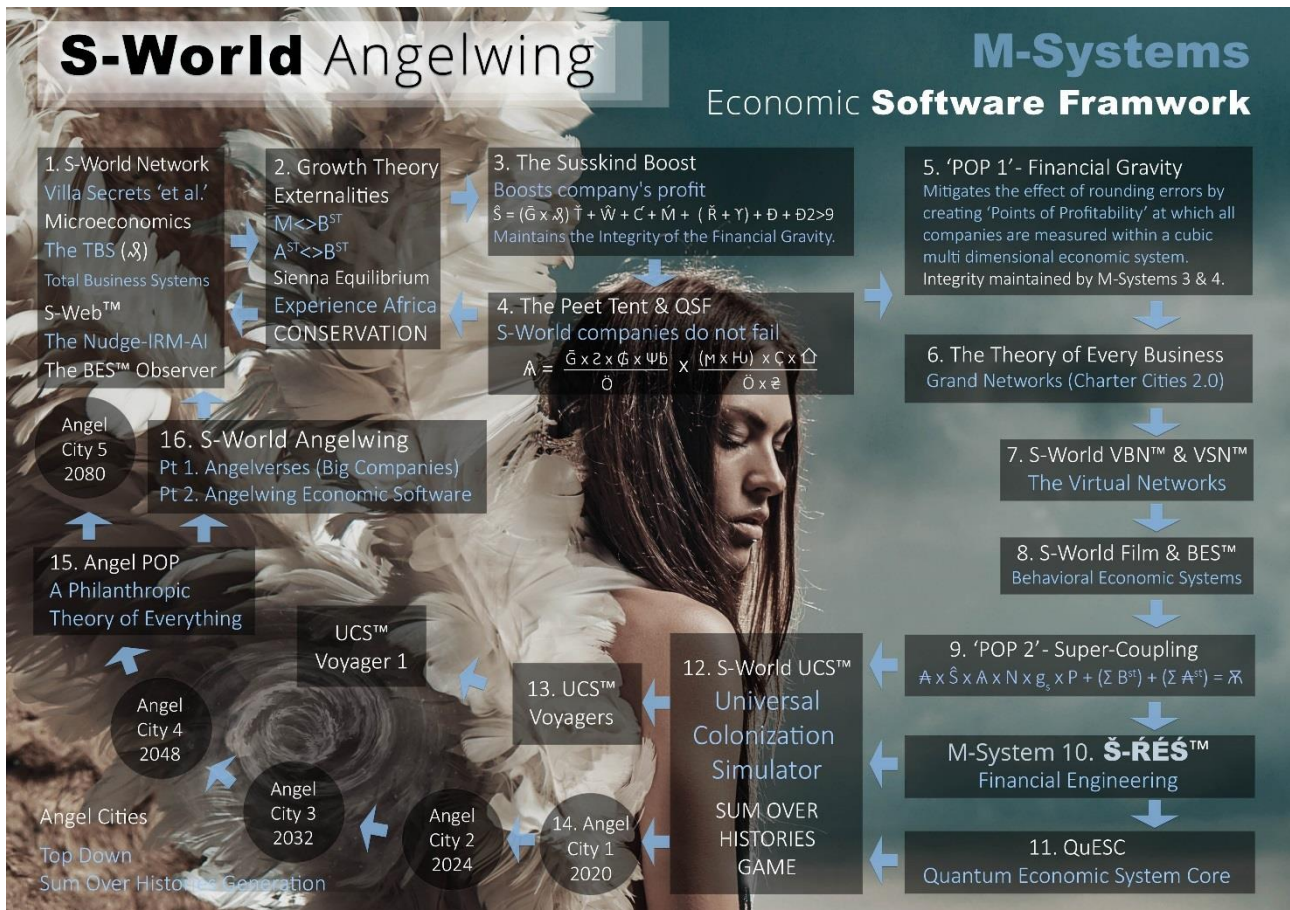 S-World Angelwing
M-Systems
Economic Software Framwork
1. S-World Network
Villa Secrets ‘et al.’
Microeconomics
The TBS (♌)
Total Business Systems
S-Web™
The Nudge-IRM-AI
The BES™ Observer
2. Growth Theory
Externalities
M<>Bˢᵀ
Aˢᵀ<>Bˢᵀ
Sienna Equilibrium
Experience Africa
CONSERVATION
3. The Susskind Boost
Boosts company's profit
Maintains the Integrity of the Financial Gravity.
4. The Peet Tent & QSF
S-World companies do not fail
5. ‘POP 1’- Financial Gravity
Mitigates the effect of rounding errors by
creating ‘Points of Profitability’ at which all
companies are measured within a cubic
multi dimensional economic system.
Integrity maintained by M-Systems 3 & 4.
6. The Theory of Every Business
Grand Networks (Charter Cities 2.0)
7. S-World VBN™ & VSN™
The Virtual Networks
8. S-World Film & BES™
Behavioral Economic Systems
9. ‘POP 2’- Super-Coupling
M-System 10. Š-ŔÉŚ™
Financial Engineering
11. QuESC
Quantum Economic System Core
12. S-World UCS™
Universal
Colonization
Simulator
SUM OVER
HISTORIES
GAME
13. UCS™
Voyagers
UCS™
Voyager 1
14. Angel
City 1
2020
Angel
City 2
2024
Angel
City 3
2032
Angel
City 4
2048
15. Angel POP
A Philanthropic
Theory of Everything
16. S-World Angelwing
Pt 1. Angelverses (Big Companies)
Pt 2. Angelwing Economic Software
Angel
City 5
2080
Angel Cities
Top Down
Sum Over Histories Generation